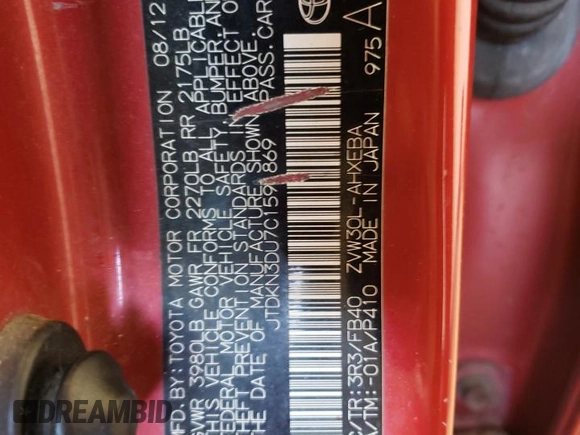 MFD. BY: TOYOTA MOTOR CORPORATION 08/12
GVWR 3980LB GAWR FR 2270LB RR 2175LB
THIS VEHICLE CONFORMS TO ALL APPLICABLE
FEDERAL MOTOR VEHICLE SAFETY, BUMPER, AND
THEFT PREVENTION STANDARDS IN EFFECT ON
THE DATE OF MANUFACTURE SHOWN ABOVE.
PASS. CAR
C/TR: 3R3/FB40 ZVW30L-AHXEBA
A/TM: -01A/P410 MADE IN JAPAN 975 A
DREAMBID